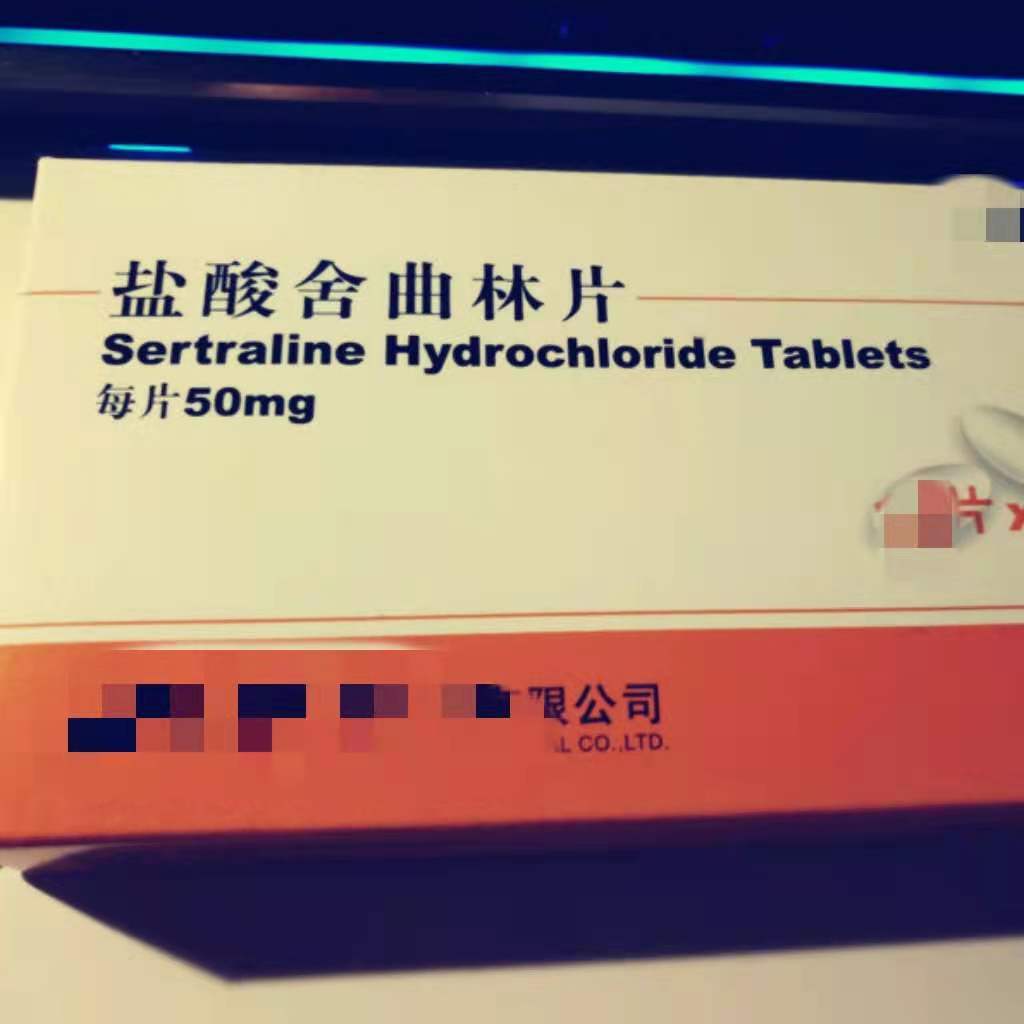 盐酸舍曲林片
Sertraline Hydrochloride Tablets
每片50mg
片
限公司
CO.,LTD.